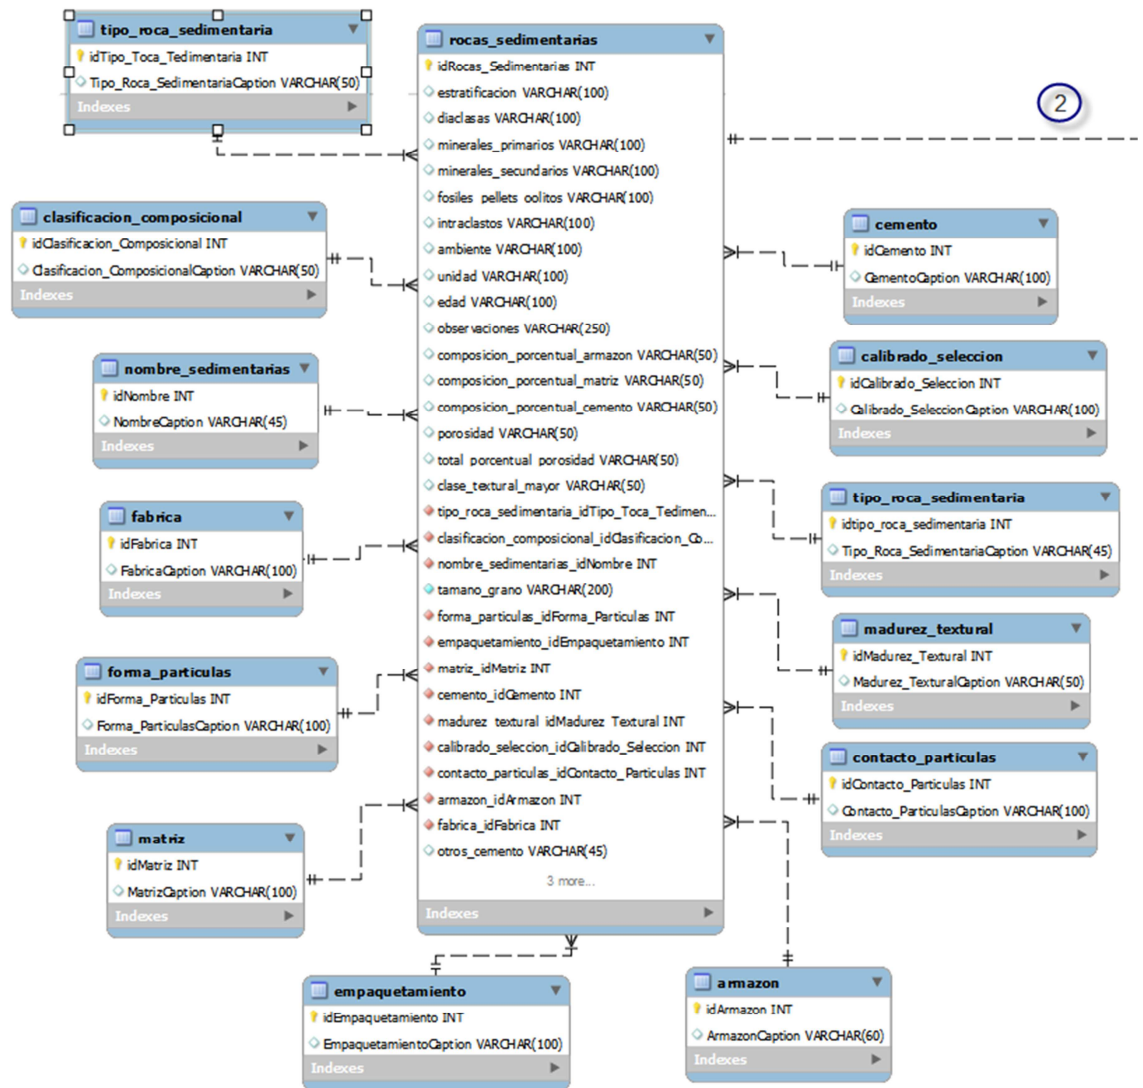 tipo_roca_sedimentaria
idTipo_Toca_Tedimentaria INT
Tipo_Roca_SedimentariaCaption VARCHAR(50)
Indexes
clasificacion_composicional
idClasificacion_Composicional INT
Clasificacion_ComposicionalCaption VARCHAR(50)
Indexes
nombre_sedimentarias
idNombre INT
NombreCaption VARCHAR(45)
Indexes
fabrica
idFabrica INT
FabricaCaption VARCHAR(100)
Indexes
forma_particulas
idForma_Particulas INT
Forma_ParticulasCaption VARCHAR(100)
Indexes
matriz
idMatriz INT
MatrizCaption VARCHAR(100)
Indexes
empaquetamiento
idEmpaquetamiento INT
EmpaquetamientoCaption VARCHAR(100)
Indexes
rocas_sedimentarias
idRocas_Sedimentarias INT
estratificacion VARCHAR(100)
diaclasas VARCHAR(100)
minerales_primarios VARCHAR(100)
minerales_secundarios VARCHAR(100)
fosiles_pellets_oolitos VARCHAR(100)
intraclastos VARCHAR(100)
ambiente VARCHAR(100)
unidad VARCHAR(100)
edad VARCHAR(100)
observaciones VARCHAR(250)
composicion_porcentual_armazon VARCHAR(50)
composicion_porcentual_matriz VARCHAR(50)
composicion_porcentual_cemento VARCHAR(50)
porosidad VARCHAR(50)
total_porcentual_porosidad VARCHAR(50)
clase_textural_mayor VARCHAR(50)
tipo_roca_sedimentaria_idTipo_Toca_Tedimen...
clasificacion_composicional_idClasificacion_Co...
nombre_sedimentarias_idNombre INT
tamano_grano VARCHAR(200)
forma_particulas_idForma_Particulas INT
empaquetamiento_idEmpaquetamiento INT
matriz_idMatriz INT
cemento_idCemento INT
madurez_textural_idMadurez_Textural INT
calibrado_seleccion_idCalibrado_Seleccion INT
contacto_particulas_idContacto_Particulas INT
armazon_idArmazon INT
fabrica_idFabrica INT
otros_cemento VARCHAR(45)
3 more...
Indexes
2
cemento
idCemento INT
CementoCaption VARCHAR(100)
Indexes
calibrado_seleccion
idCalibrado_Seleccion INT
Calibrado_SeleccionCaption VARCHAR(100)
Indexes
tipo_roca_sedimentaria
idtipo_roca_sedimentaria INT
Tipo_Roca_SedimentariaCaption VARCHAR(45)
Indexes
madurez_textural
idMadurez_Textural INT
Madurez_TexturalCaption VARCHAR(50)
Indexes
contacto_particulas
idContacto_Particulas INT
Contacto_ParticulasCaption VARCHAR(100)
Indexes
armazon
idArmazon INT
ArmazonCaption VARCHAR(60)
Indexes